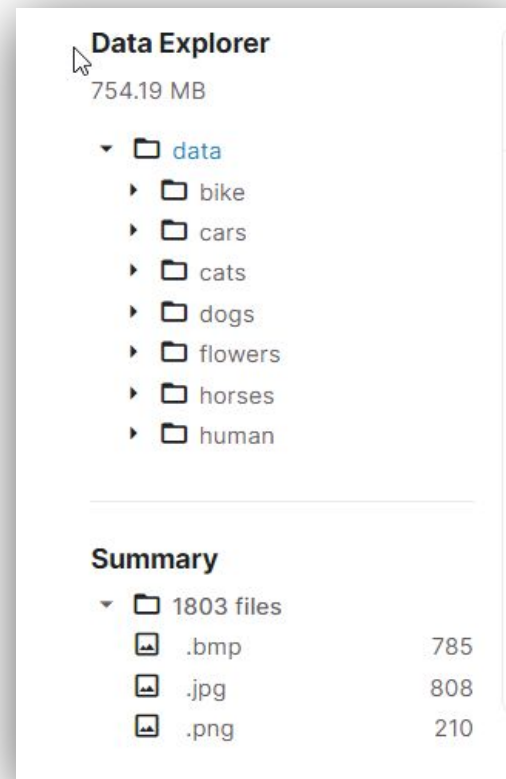 Data Explorer
754.19 MB
data
bike
cars
cats
dogs
flowers
horses
human
Summary
1803 files
.bmp 785
.jpg 808
.png 210